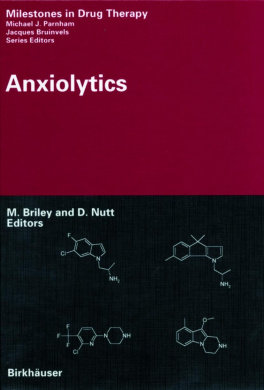 Milestones in Drug Therapy
Michael J. Parnham
Jacques Bruinvels
Series Editors
Anxiolytics
M. Briley and D. Nutt
Editors
F
Cl
N
NH₂
N
NH₂
F
F
F
Cl
N
N
NH
O
N
N
NH
Birkhäuser